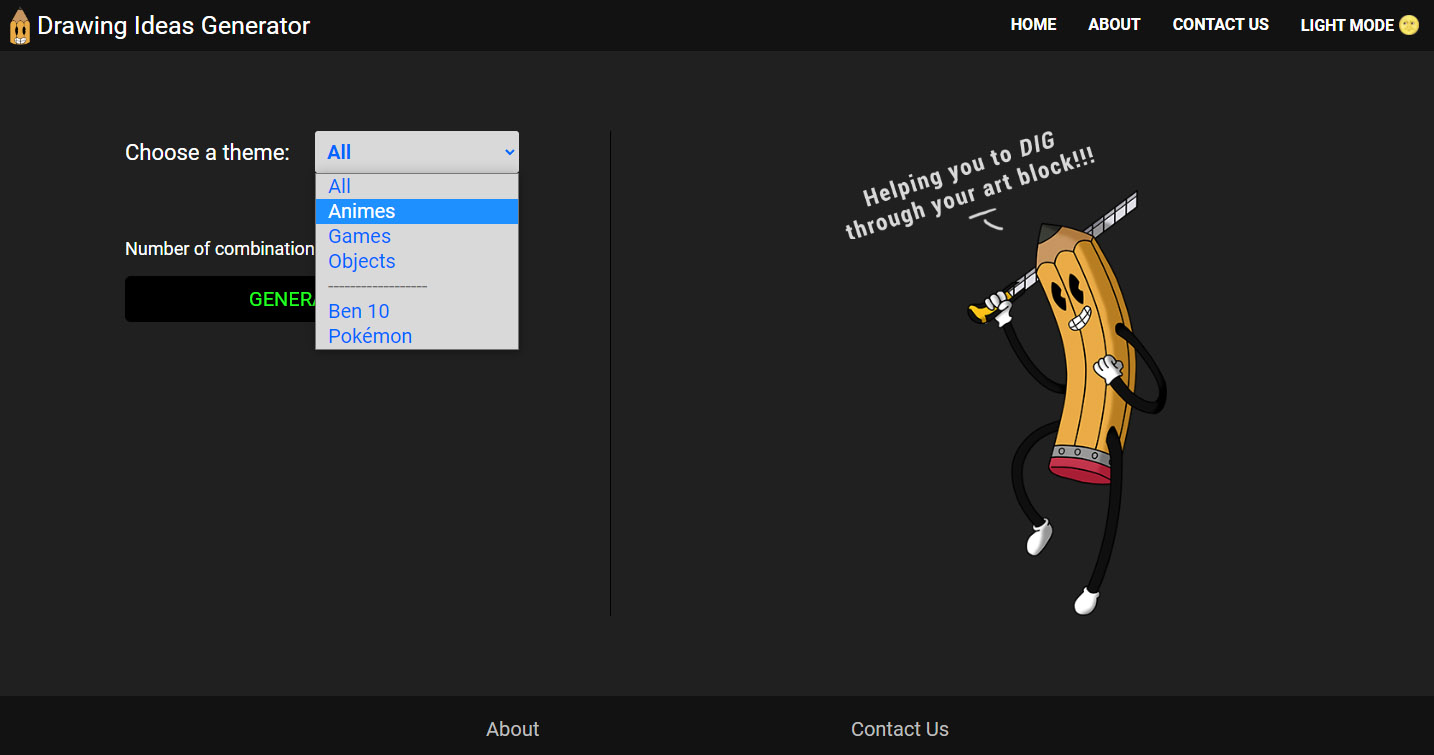 Drawing Ideas Generator
HOME
ABOUT
CONTACT US
LIGHT MODE
Choose a theme:
All
All
Animes
Games
Objects
------------------
Ben 10
Pokémon
Number of combination
GENERA
Helping you to DIG
through your art block!!!
About
Contact Us